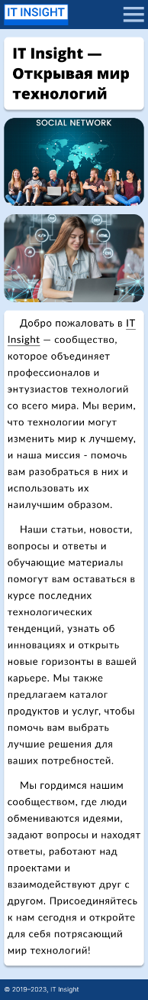 IT INSIGHT
IT Insight —
Открывая мир
технологий
SOCIAL NETWORK
</>
HTML
JS
CSS
Добро пожаловать в IT
Insight — сообщество,
которое объединяет
профессионалов и
энтузиастов технологий
со всего мира. Мы верим,
что технологии могут
изменить мир к лучшему,
и наша миссия - помочь
вам разобраться в них и
использовать их
наилучшим образом.
Наши статьи, новости,
вопросы и ответы и
обучающие материалы
помогут вам оставаться в
курсе последних
технологических
тенденций, узнать об
инновациях и открыть
новые горизонты в вашей
карьере. Мы также
предлагаем каталог
продуктов и услуг, чтобы
помочь вам выбрать
лучшие решения для
ваших потребностей.
Мы гордимся нашим
сообществом, где люди
обмениваются идеями,
задают вопросы и находят
ответы, работают над
проектами и
взаимодействуют друг с
другом. Присоединяйтесь
к нам сегодня и откройте
для себя потрясающий
мир технологий!
© 2019–2023, IT Insight